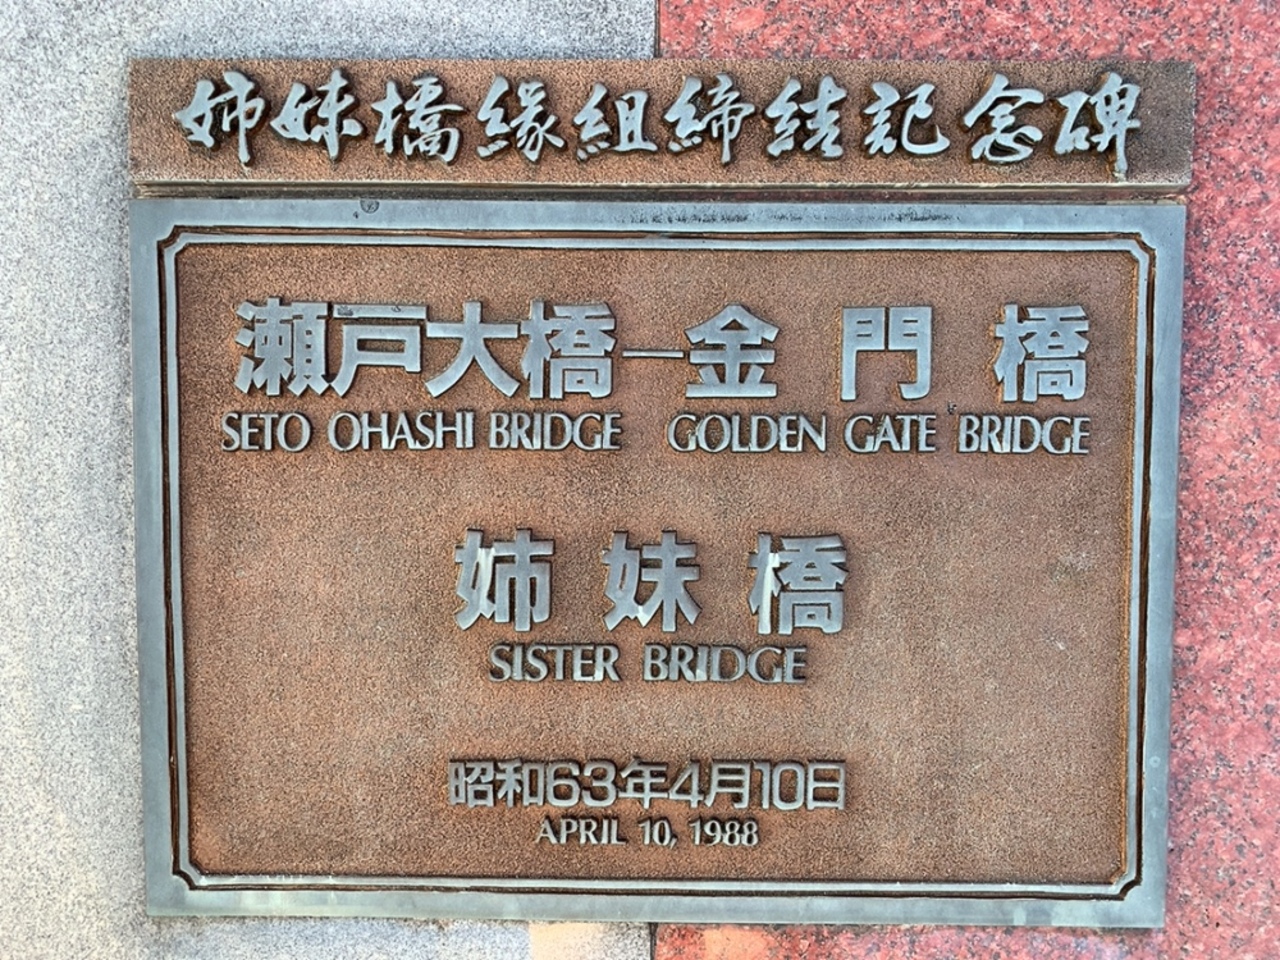 姉妹橋縁組締結記念碑
瀬戸大橋—金門橋
SETO OHASHI BRIDGE GOLDEN GATE BRIDGE
姉妹橋
SISTER BRIDGE
昭和63年4月10日
APRIL 10, 1988